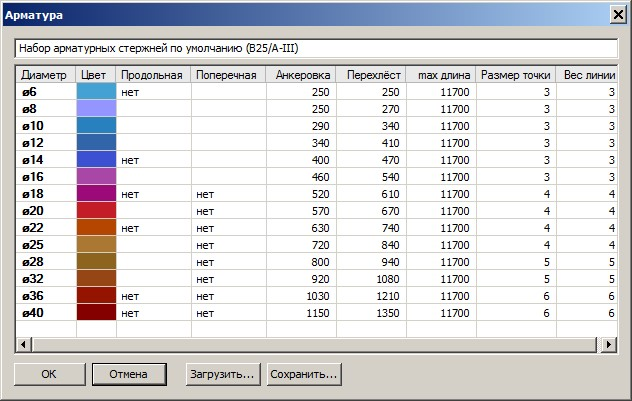 Арматура
Набор арматурных стержней по умолчанию (B25/A-III)
Диаметр Цвет Продольная Поперечная Анкеровка Перехлёст max длина Размер точки Вес линии
ø6 нет 250 250 11700 3 3
ø8 250 270 11700 3 3
ø10 290 340 11700 3 3
ø12 340 410 11700 3 3
ø14 нет 400 470 11700 3 3
ø16 460 540 11700 3 3
ø18 нет нет 520 610 11700 4 4
ø20 нет 570 670 11700 4 4
ø22 нет нет 630 740 11700 4 4
ø25 нет 720 840 11700 4 4
ø28 нет 800 940 11700 5 5
ø32 нет 920 1080 11700 5 5
ø36 нет нет 1030 1210 11700 6 6
ø40 нет нет 1150 1350 11700 6 6
OK Отмена Загрузить... Сохранить...